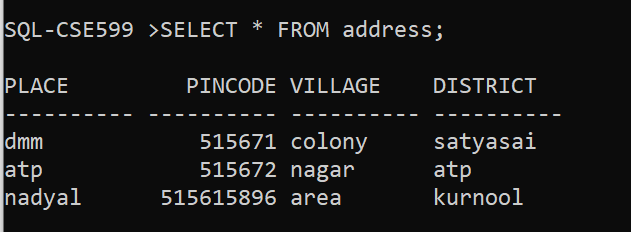 SQL-CSE599 >SELECT * FROM address;
PLACE         PINCODE VILLAGE    DISTRICT
---------- ---------- ---------- ----------
dmm            515671 colony     satyasai
atp            515672 nagar      atp
nadyal      515615896 area       kurnool